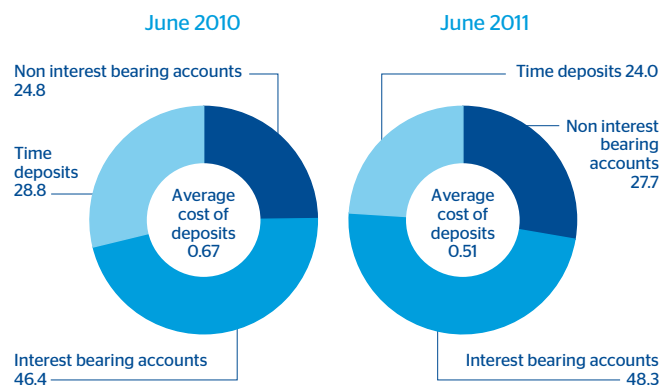 June 2010
Non interest bearing accounts
24.8
Time
deposits
28.8
Average
cost of
deposits
0.67
Interest bearing accounts
46.4
June 2011
Time deposits 24.0
Non interest
bearing
accounts
27.7
Average
cost of
deposits
0.51
Interest bearing accounts
48.3